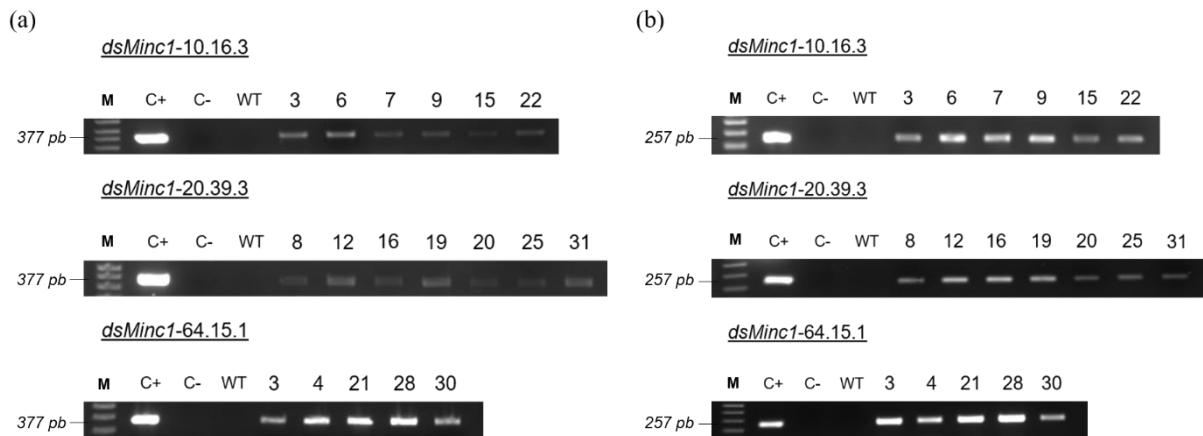 (a)
dsMinc1-10.16.3
M C+ C- WT 3 6 7 9 15 22
377 pb
dsMinc1-20.39.3
M C+ C- WT 8 12 16 19 20 25 31
377 pb
dsMinc1-64.15.1
M C+ C- WT 3 4 21 28 30
377 pb
(b)
dsMinc1-10.16.3
M C+ C- WT 3 6 7 9 15 22
257 pb
dsMinc1-20.39.3
M C+ C- WT 8 12 16 19 20 25 31
257 pb
dsMinc1-64.15.1
M C+ C- WT 3 4 21 28 30
257 pb